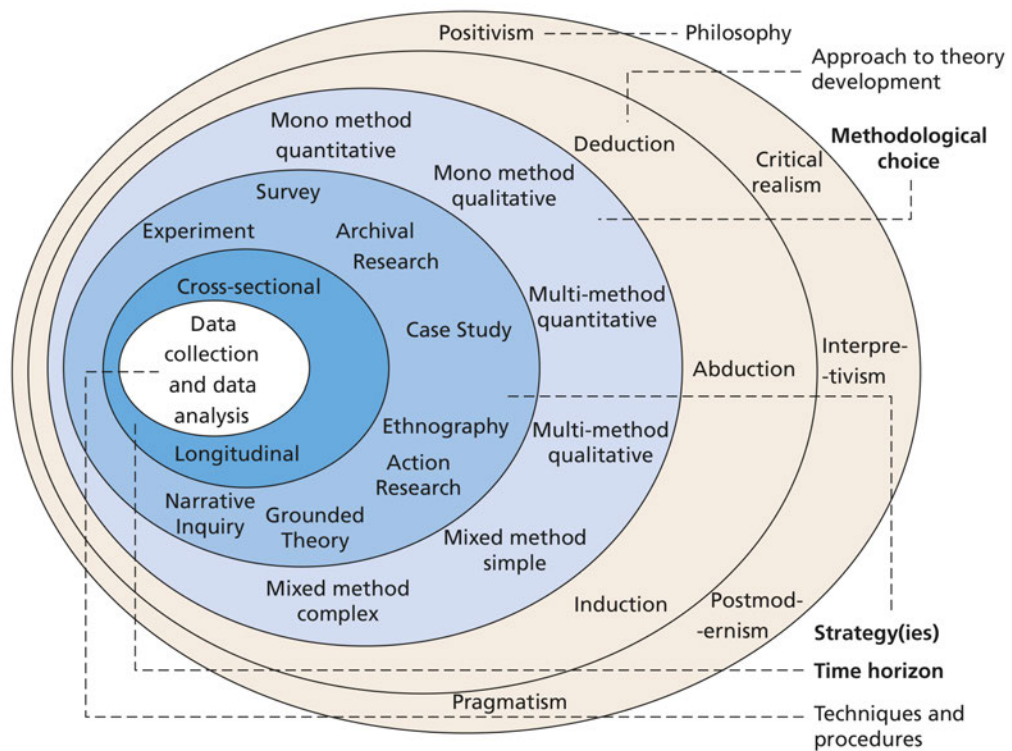 Positivism
Philosophy
Approach to theory
development
Mono method
quantitative
Deduction
Methodological
choice
Critical
realism
Mono method
qualitative
Survey
Experiment
Archival
Research
Cross-sectional
Multi-method
quantitative
Data
collection
and data
analysis
Case Study
Abduction
Interpre-
-tivism
Ethnography
Multi-method
qualitative
Longitudinal
Action
Research
Narrative
Inquiry
Grounded
Theory
Mixed method
simple
Mixed method
complex
Induction
Postmod-
-ernism
Strategy(ies)
Time horizon
Pragmatism
Techniques and
procedures